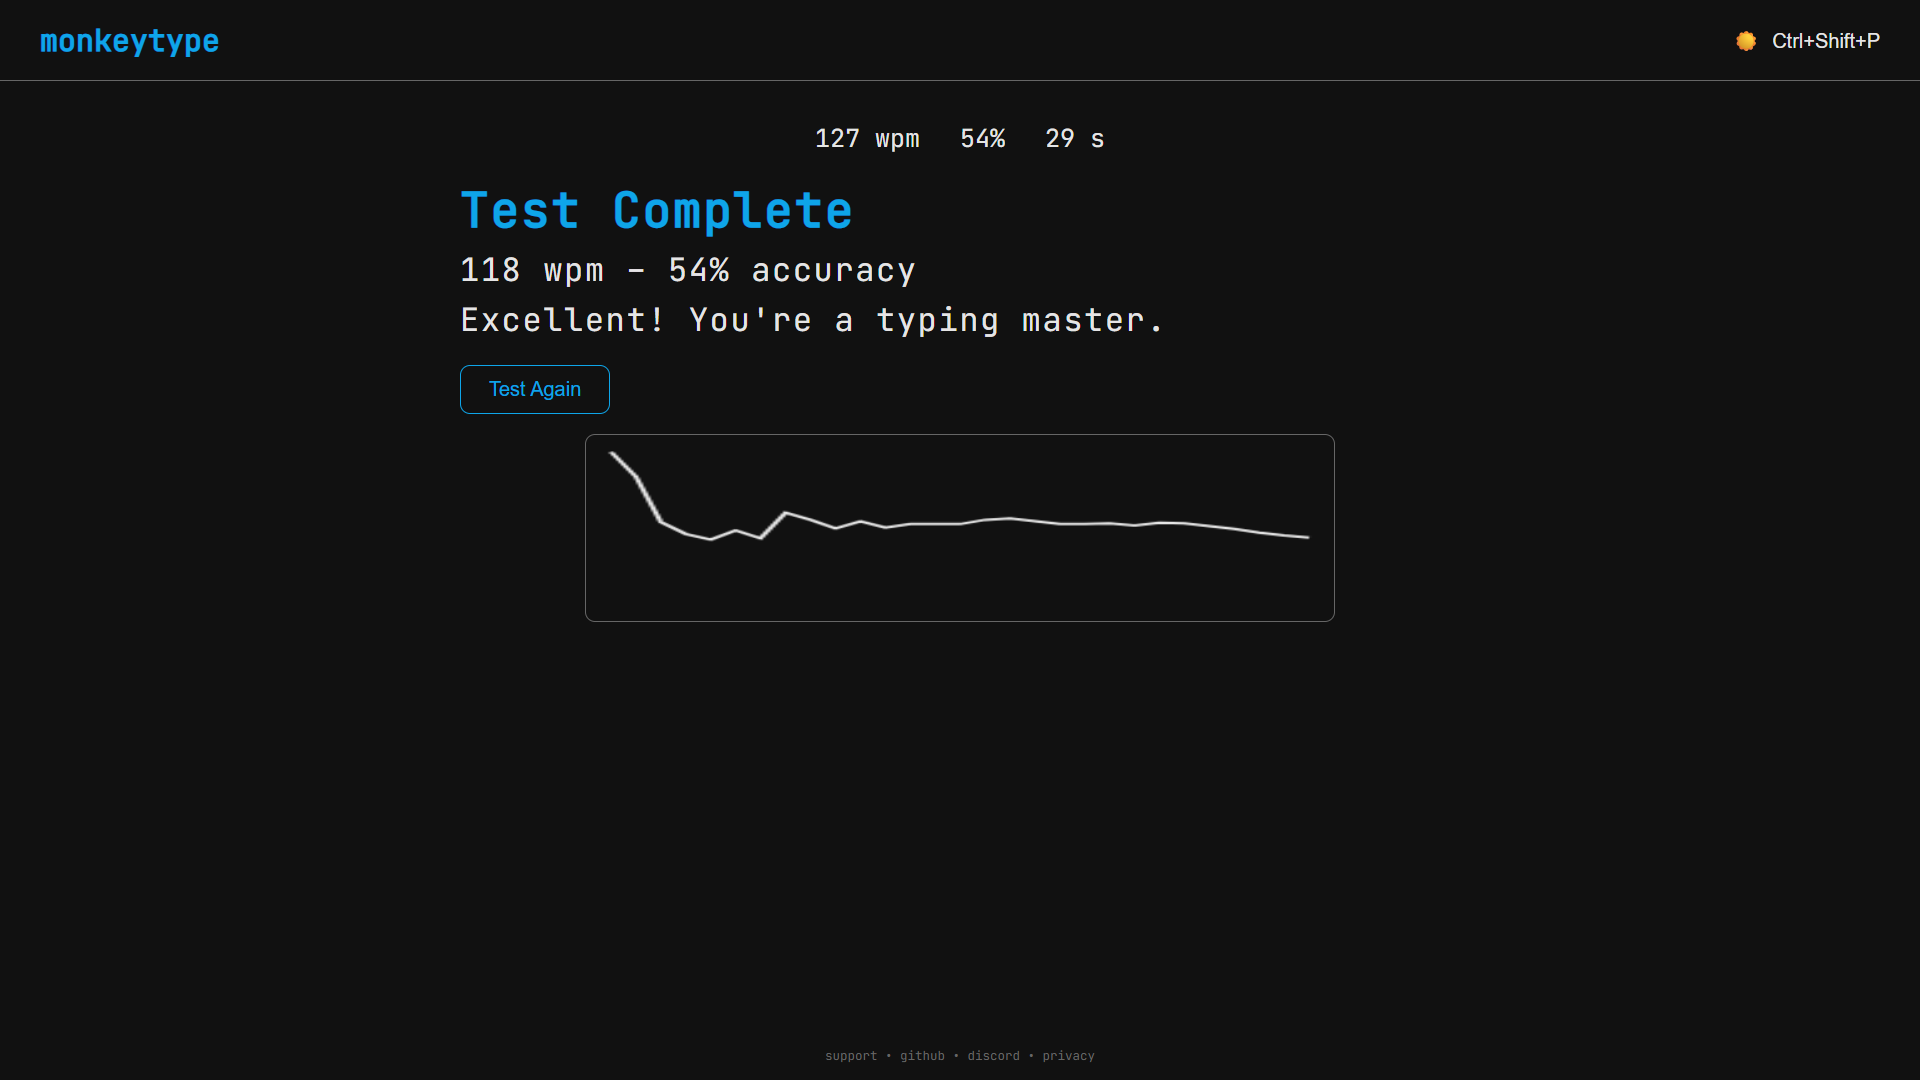 monkeytype
Ctrl+Shift+P
127 wpm 54% 29 s
Test Complete
118 wpm – 54% accuracy
Excellent! You're a typing master.
Test Again
support • github • discord • privacy